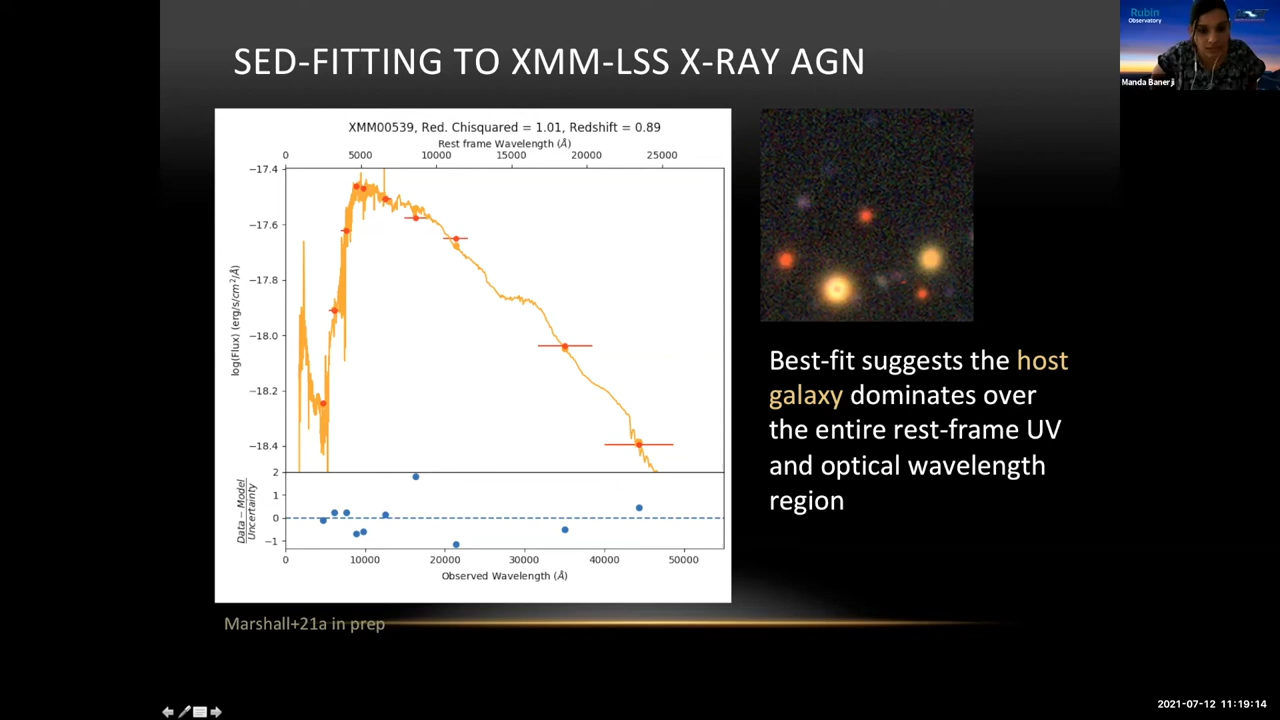 SED-FITTING TO XMM-LSS X-RAY AGN
Rubin
Observatory
Manda Banerji
XMM00539, Red. Chisquared = 1.01, Redshift = 0.89
Rest frame Wavelength (Å)
0 5000 10000 15000 20000 25000
−17.4
−17.6
−17.8
−18.0
−18.2
−18.4
log(Flux) (erg/s/cm²/Å)
2
1
0
−1
Data − Model
Uncertainty
0 10000 20000 30000 40000 50000
Observed Wavelength (Å)
Best-fit suggests the host
galaxy dominates over
the entire rest-frame UV
and optical wavelength
region
Marshall+21a in prep
2021-07-12 11:19:14